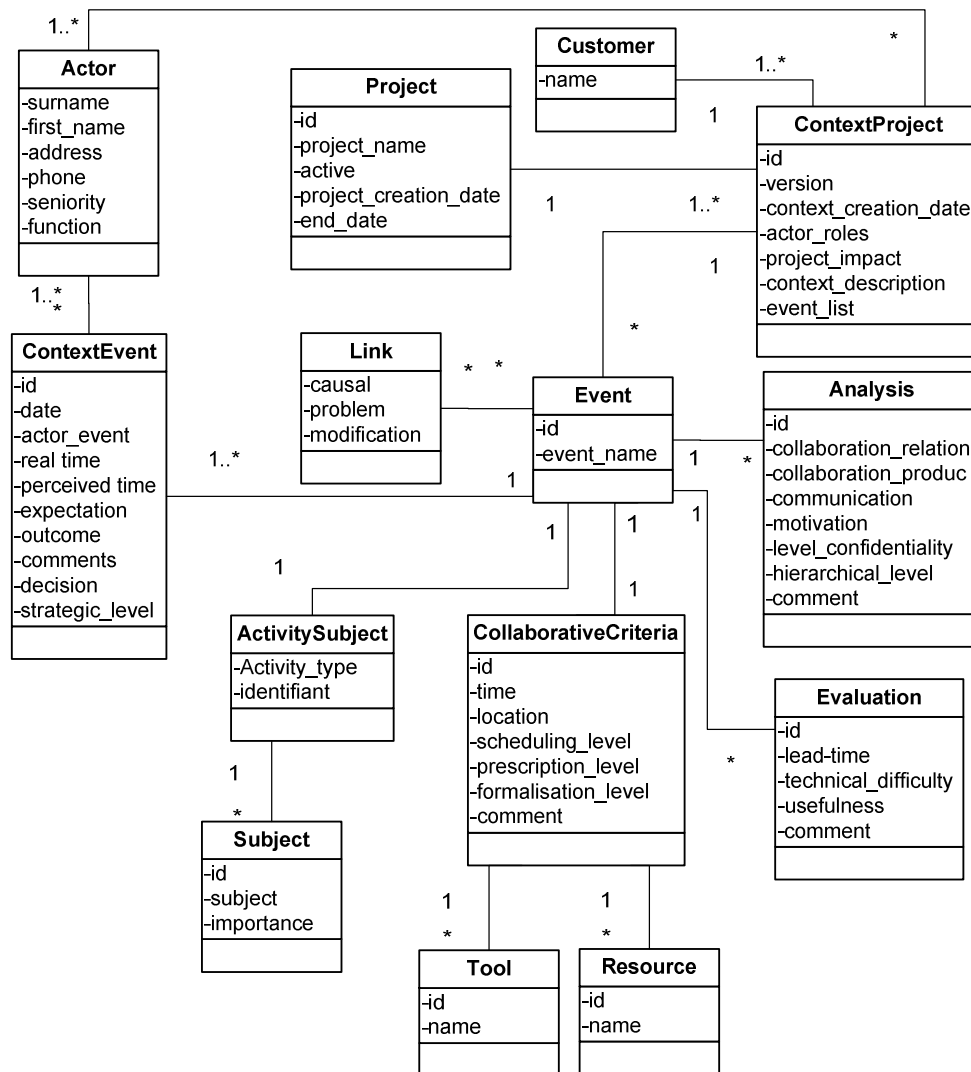 1..*
*
Actor
-surname
-first_name
-address
-phone
-seniority
-function
Project
-id
-project_name
-active
-project_creation_date
-end_date
Customer
-name
1..*
1
ContextProject
-id
-version
-context_creation_date
-actor_roles
-project_impact
-context_description
-event_list
1
1..*
1
*
1..*
*
ContextEvent
-id
-date
-actor_event
-real time
-perceived time
-expectation
-outcome
-comments
-decision
-strategic_level
Link
-causal
-problem
-modification
*
*
Event
-id
-event_name
Analysis
-id
-collaboration_relation
-collaboration_produc
-communication
-motivation
-level_confidentiality
-hierarchical_level
-comment
1
*
1..*
1
1
1
1
1
1
ActivitySubject
-Activity_type
-identifiant
CollaborativeCriteria
-id
-time
-location
-scheduling_level
-prescription_level
-formalisation_level
-comment
Evaluation
-id
-lead-time
-technical_difficulty
-usefulness
-comment
*
1
*
Subject
-id
-subject
-importance
1
*
1
*
Tool
-id
-name
Resource
-id
-name